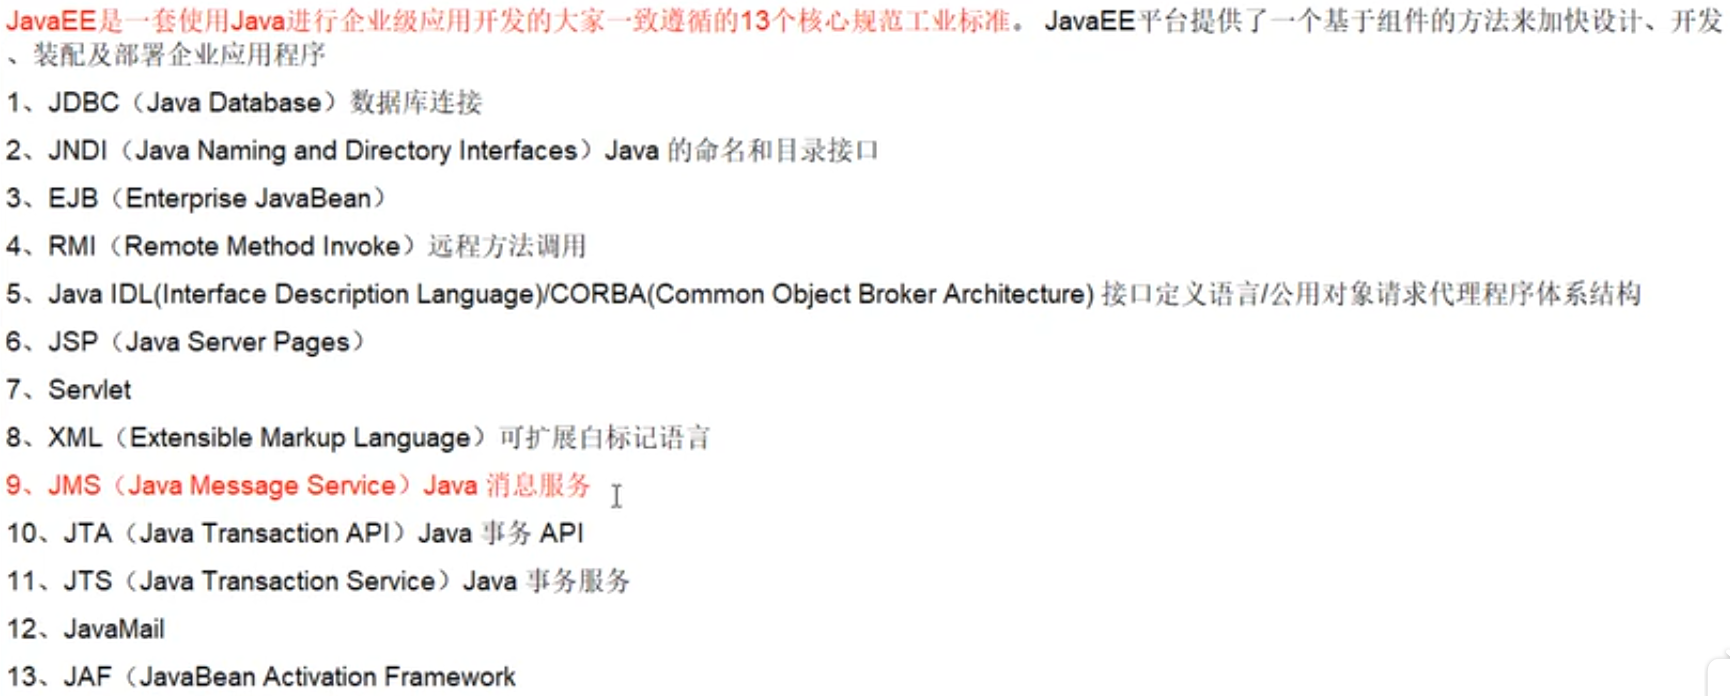 JavaEE是一套使用Java进行企业级应用开发的大家一致遵循的13个核心规范工业标准。 JavaEE平台提供了一个基于组件的方法来加快设计、开发
、装配及部署企业应用程序
1、JDBC（Java Database）数据库连接
2、JNDI（Java Naming and Directory Interfaces）Java 的命名和目录接口
3、EJB（Enterprise JavaBean）
4、RMI（Remote Method Invoke）远程方法调用
5、Java IDL(Interface Description Language)/CORBA(Common Object Broker Architecture) 接口定义语言/公用对象请求代理程序体系结构
6、JSP（Java Server Pages）
7、Servlet
8、XML（Extensible Markup Language）可扩展白标记语言
9、JMS（Java Message Service）Java 消息服务
10、JTA（Java Transaction API）Java 事务 API
11、JTS（Java Transaction Service）Java 事务服务
12、JavaMail
13、JAF（JavaBean Activation Framework